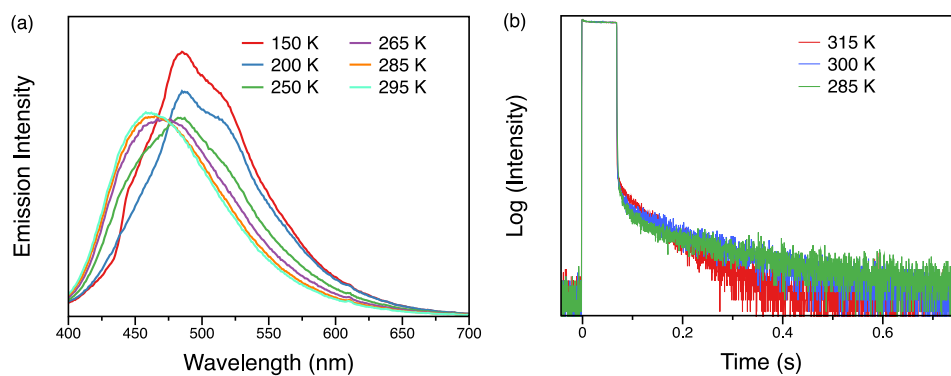 (a)
150 K 265 K
200 K 285 K
250 K 295 K
Emission Intensity
400 450 500 550 600 650 700
Wavelength (nm)
(b)
315 K
300 K
285 K
Log (Intensity)
0 0.2 0.4 0.6
Time (s)